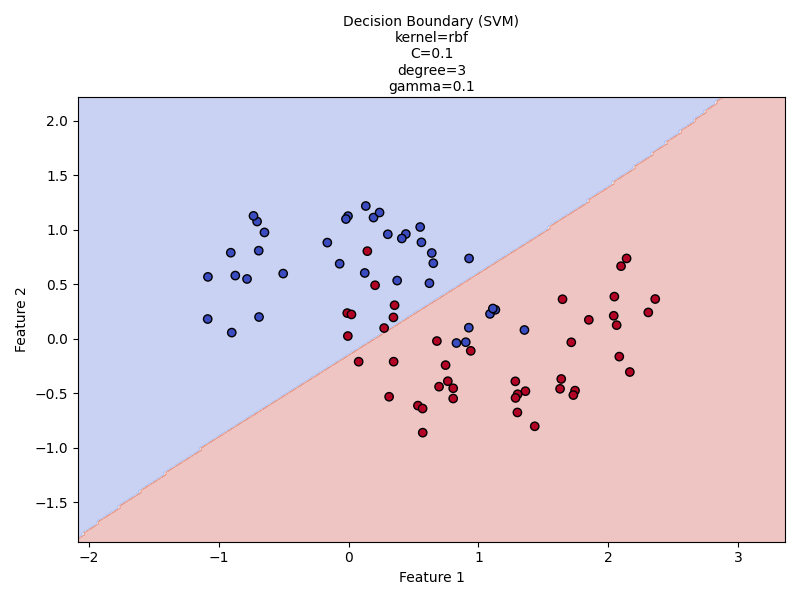 Decision Boundary (SVM)
kernel=rbf
C=0.1
degree=3
gamma=0.1
2.0
1.5
1.0
0.5
0.0
−0.5
−1.0
−1.5
Feature 2
−2
−1
0
1
2
3
Feature 1